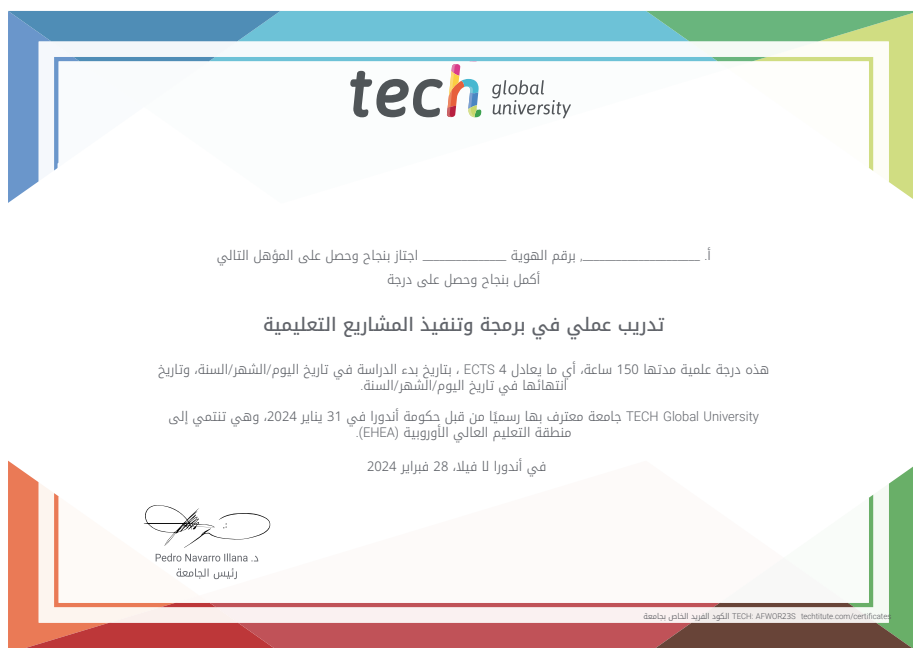 tech global
university
أ. ____________________, برقم الهوية ______________ اجتاز بنجاح وحصل على المؤهل التالي
أكمل بنجاح وحصل على درجة
تدريب عملي في برمجة وتنفيذ المشاريع التعليمية
هذه درجة علمية مدتها 150 ساعة، أي ما يعادل 4 ECTS ، بتاريخ بدء الدراسة في تاريخ اليوم/الشهر/السنة، وتاريخ
انتهائها في تاريخ اليوم/الشهر/السنة.
TECH Global University جامعة معترف بها رسميًا من قبل حكومة أندورا في 31 يناير 2024، وهي تنتمي إلى
منطقة التعليم العالي الأوروبية (EHEA).
في أندورا لا فيلا، 28 فبراير 2024
د. Pedro Navarro Illana
رئيس الجامعة
الكود الفريد الخاص بجامعة TECH: AFWOR23S techtitute.com/certificates